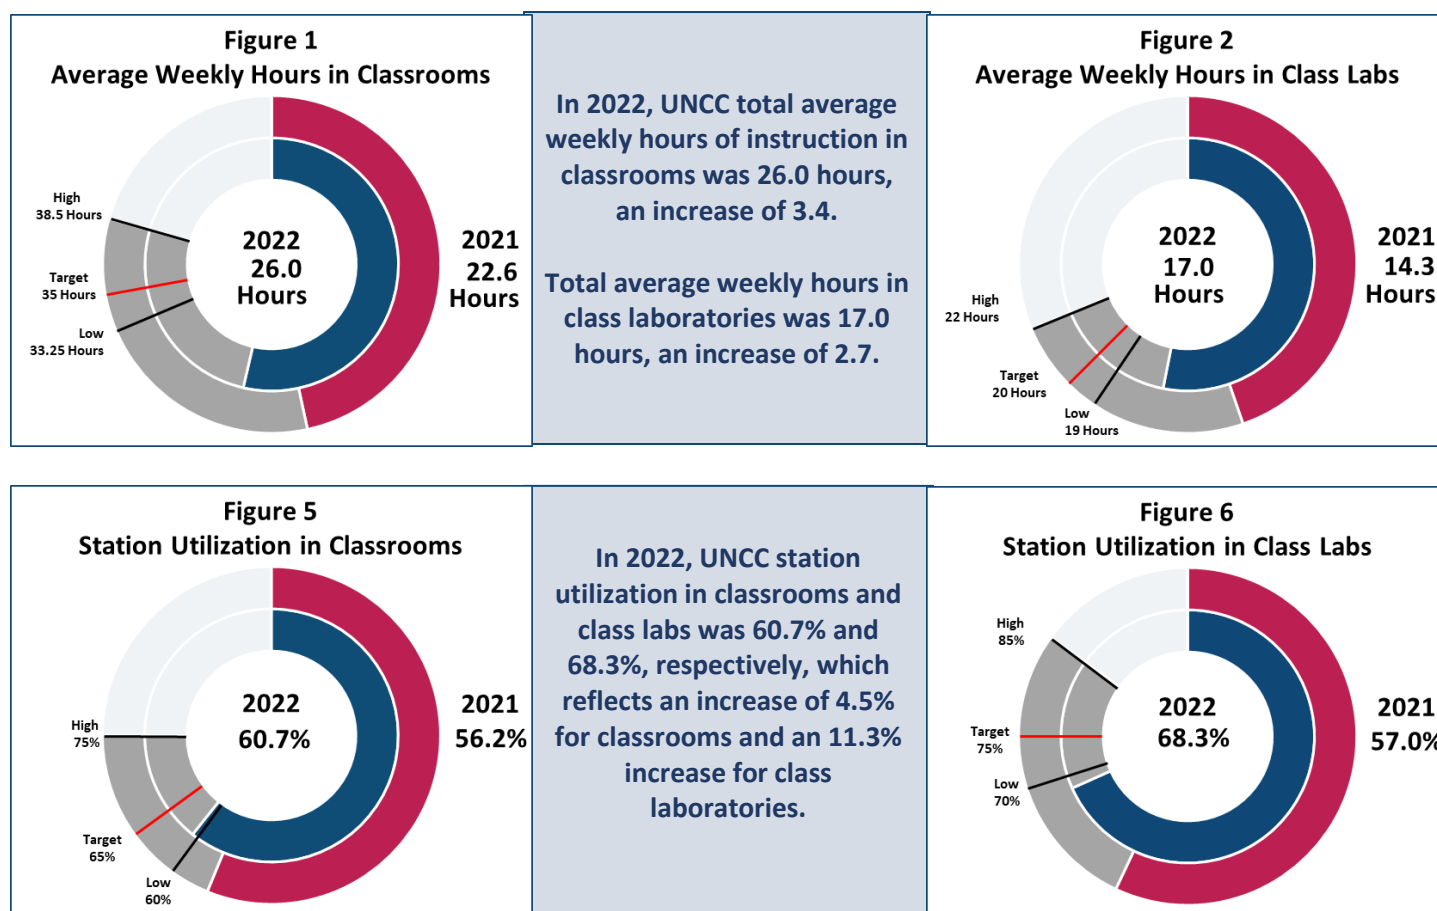 Figure 1
Average Weekly Hours in Classrooms
High
38.5 Hours
Target
35 Hours
Low
33.25 Hours
2022
26.0
Hours
2021
22.6
Hours
In 2022, UNCC total average
weekly hours of instruction in
classrooms was 26.0 hours,
an increase of 3.4.
Total average weekly hours in
class laboratories was 17.0
hours, an increase of 2.7.
Figure 2
Average Weekly Hours in Class Labs
High
22 Hours
Target
20 Hours
Low
19 Hours
2022
17.0
Hours
2021
14.3
Hours
Figure 5
Station Utilization in Classrooms
High
75%
Target
65%
Low
60%
2022
60.7%
2021
56.2%
In 2022, UNCC station
utilization in classrooms and
class labs was 60.7% and
68.3%, respectively, which
reflects an increase of 4.5%
for classrooms and an 11.3%
increase for class
laboratories.
Figure 6
Station Utilization in Class Labs
High
85%
Target
75%
Low
70%
2022
68.3%
2021
57.0%